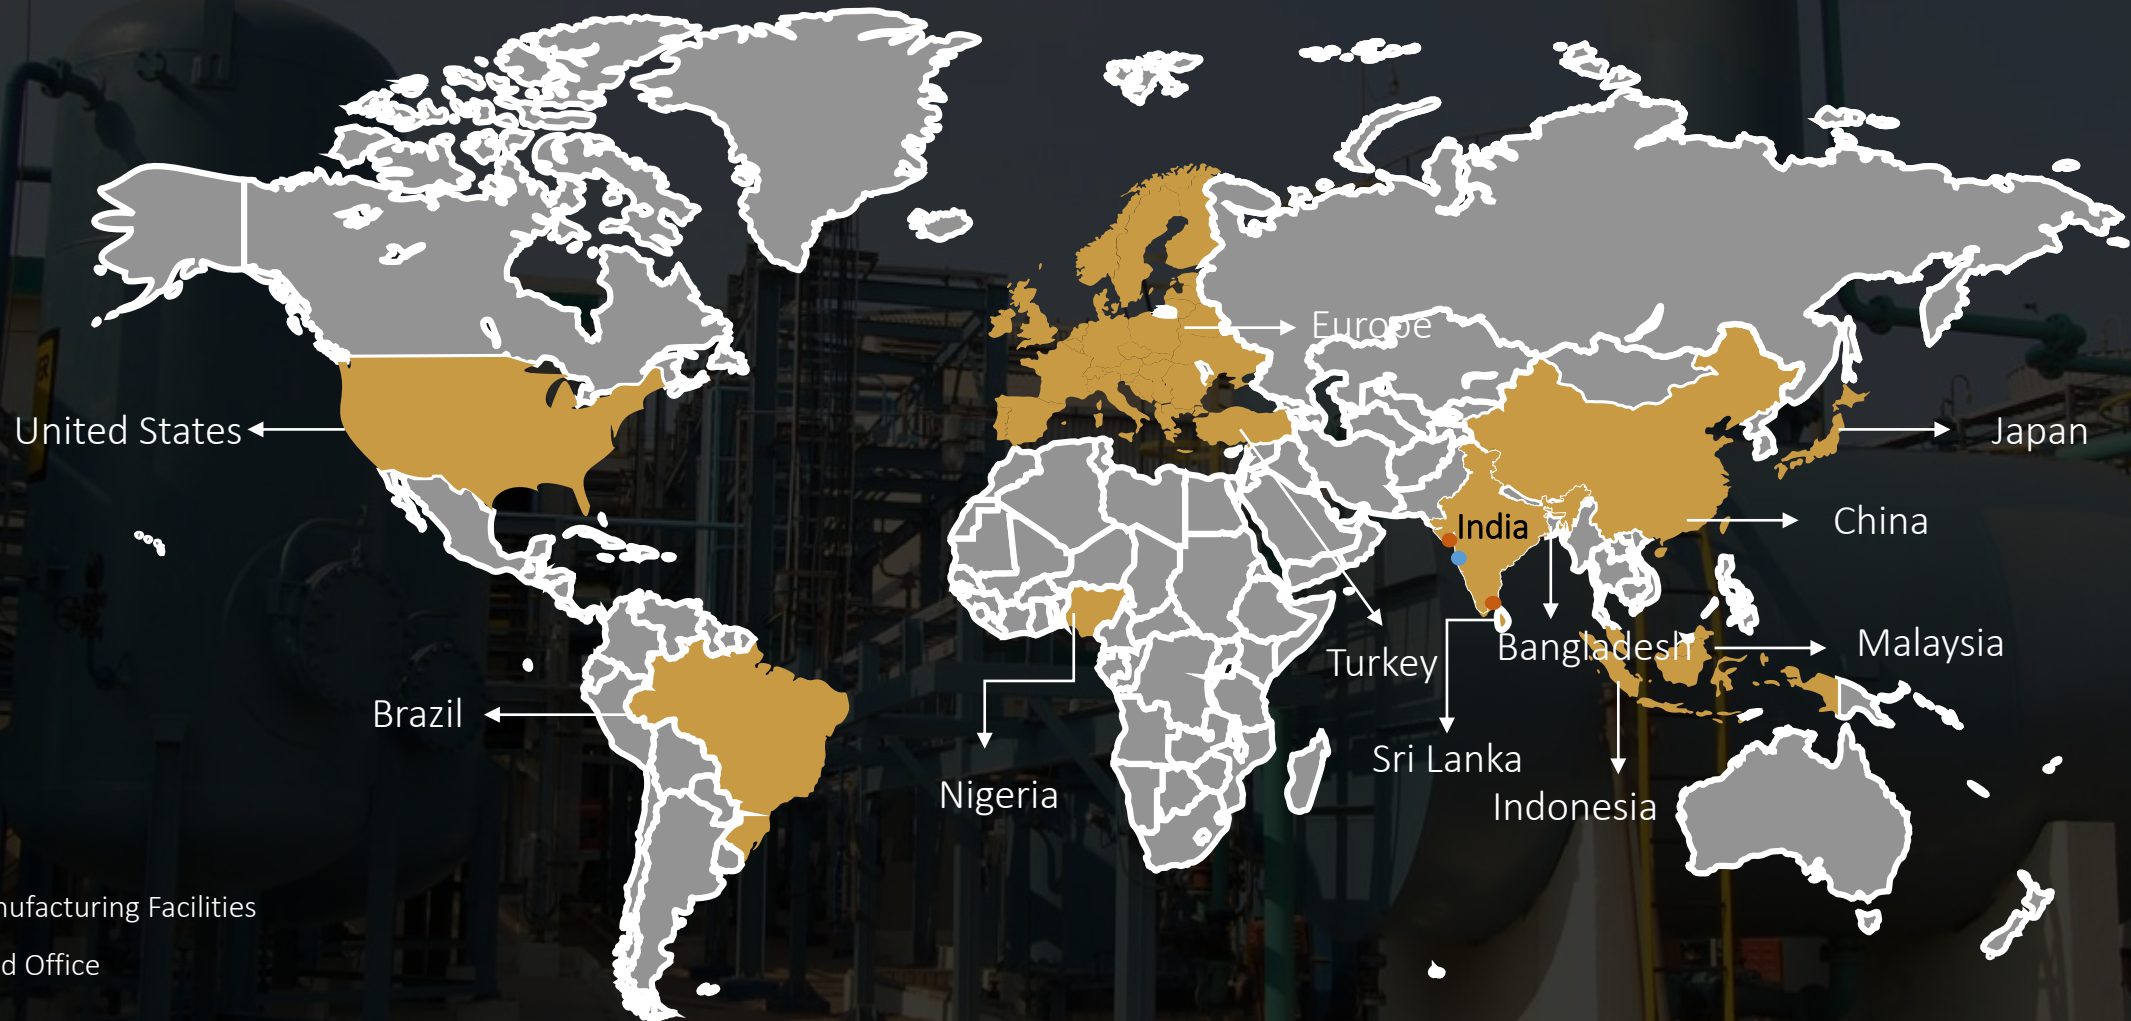 Europe
United States
Japan
India
China
Bangladesh
Malaysia
Turkey
Brazil
Sri Lanka
Nigeria
Indonesia
nufacturing Facilities
d Office